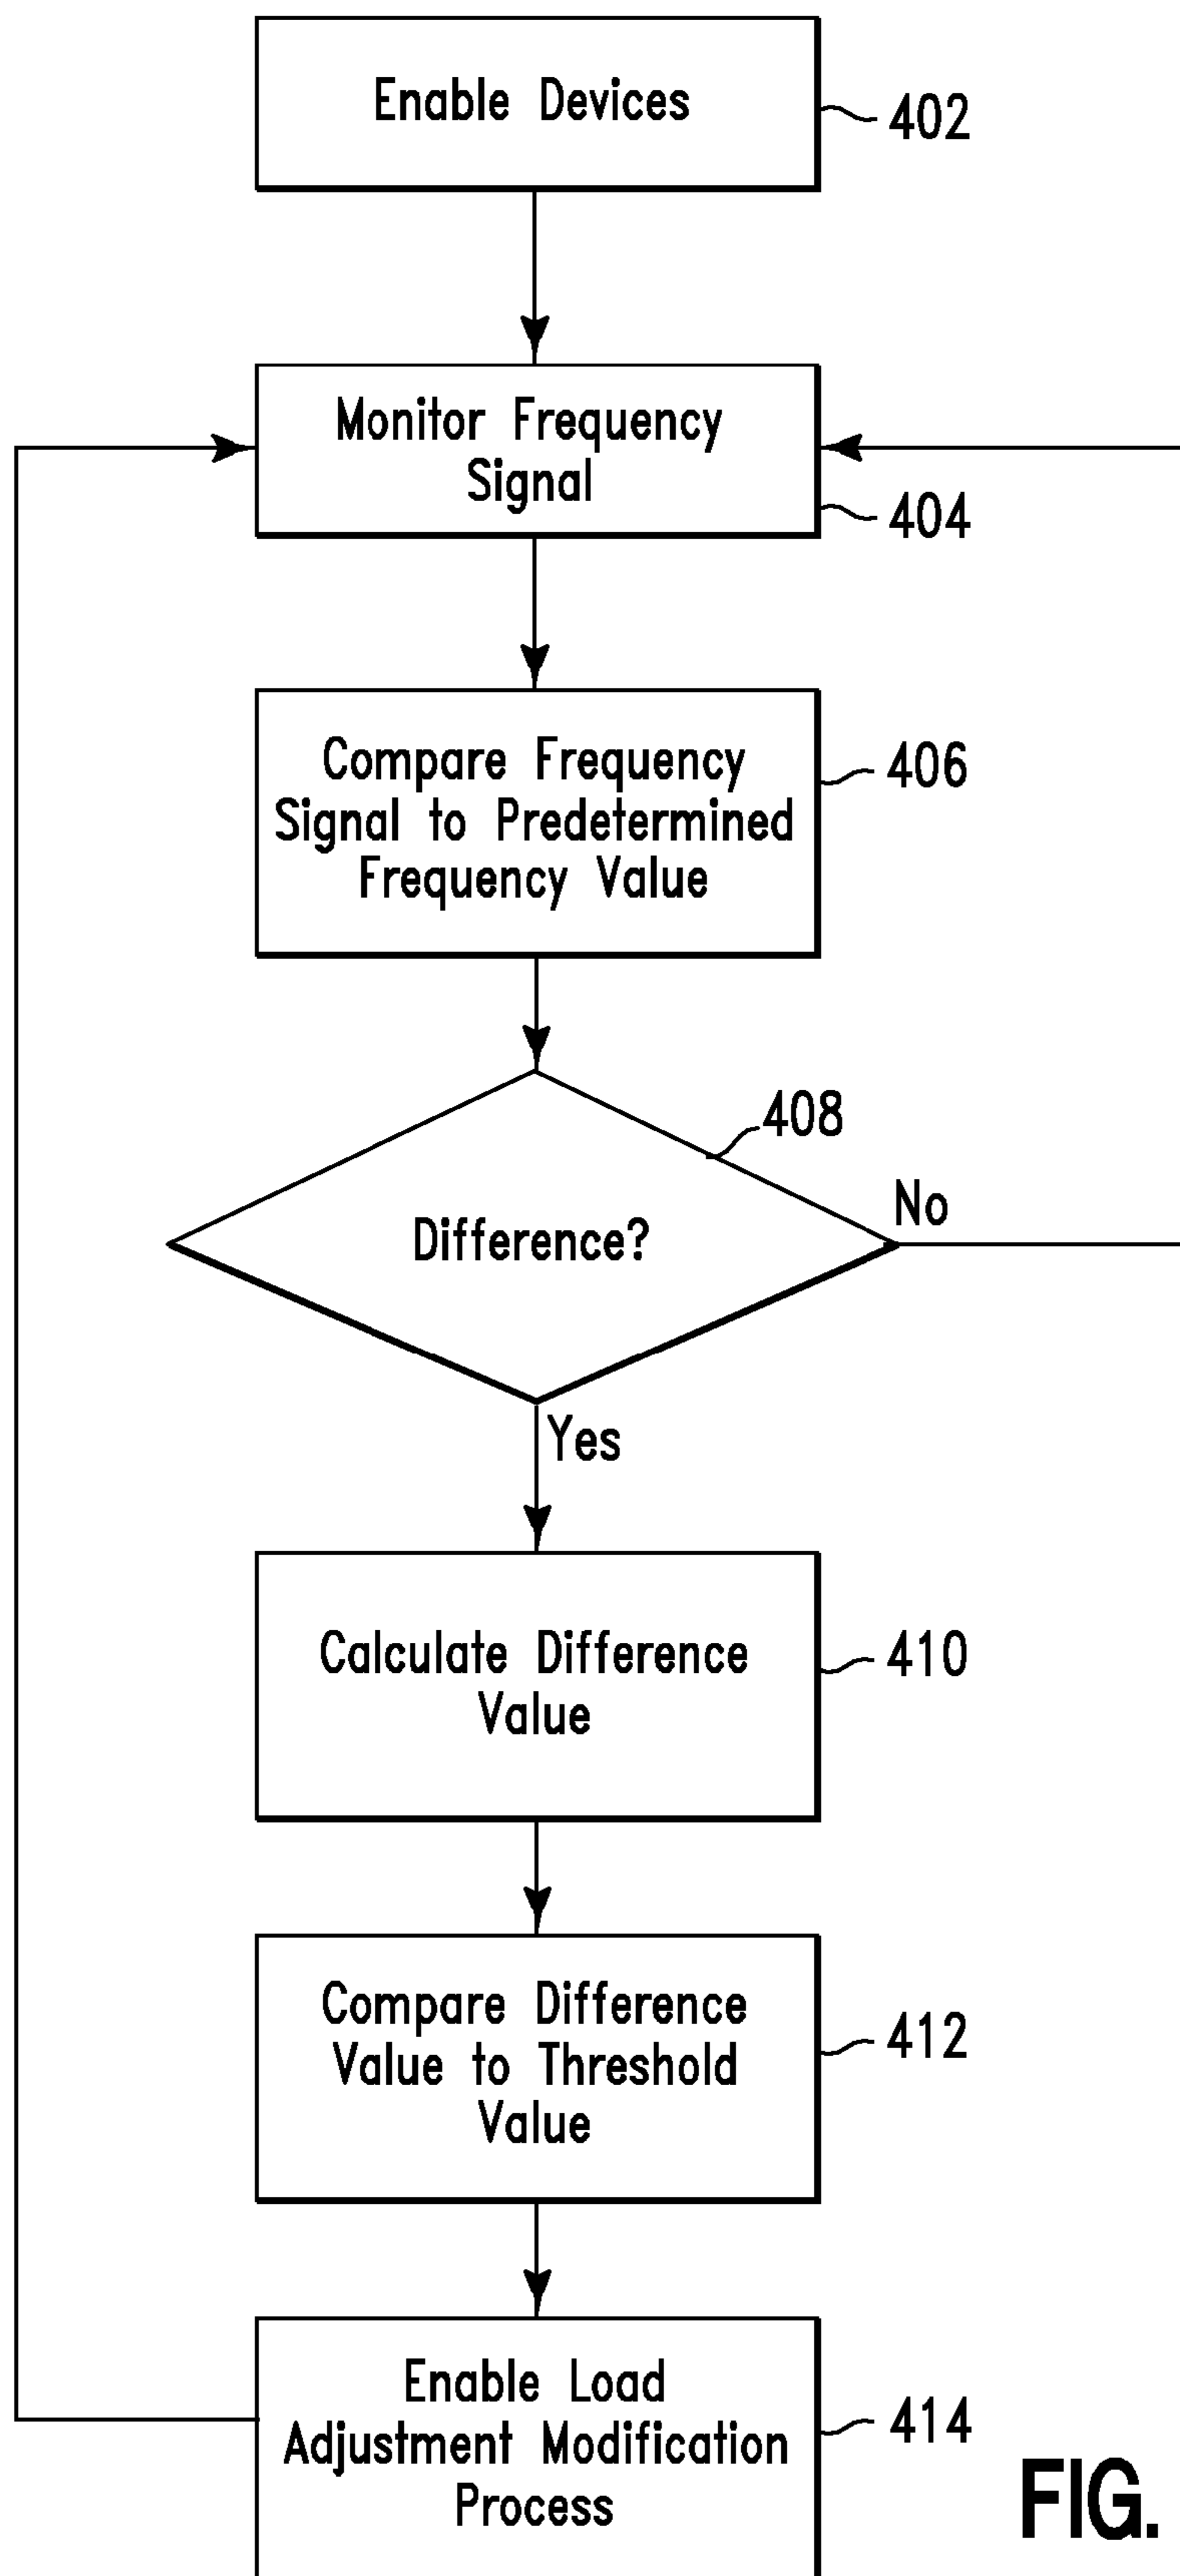 Enable Devices
402
Monitor Frequency
Signal
404
Compare Frequency
Signal to Predetermined
Frequency Value
406
408
Difference?
No
Yes
Calculate Difference
Value
410
Compare Difference
Value to Threshold
Value
412
Enable Load
Adjustment Modification
Process
414
FIG.